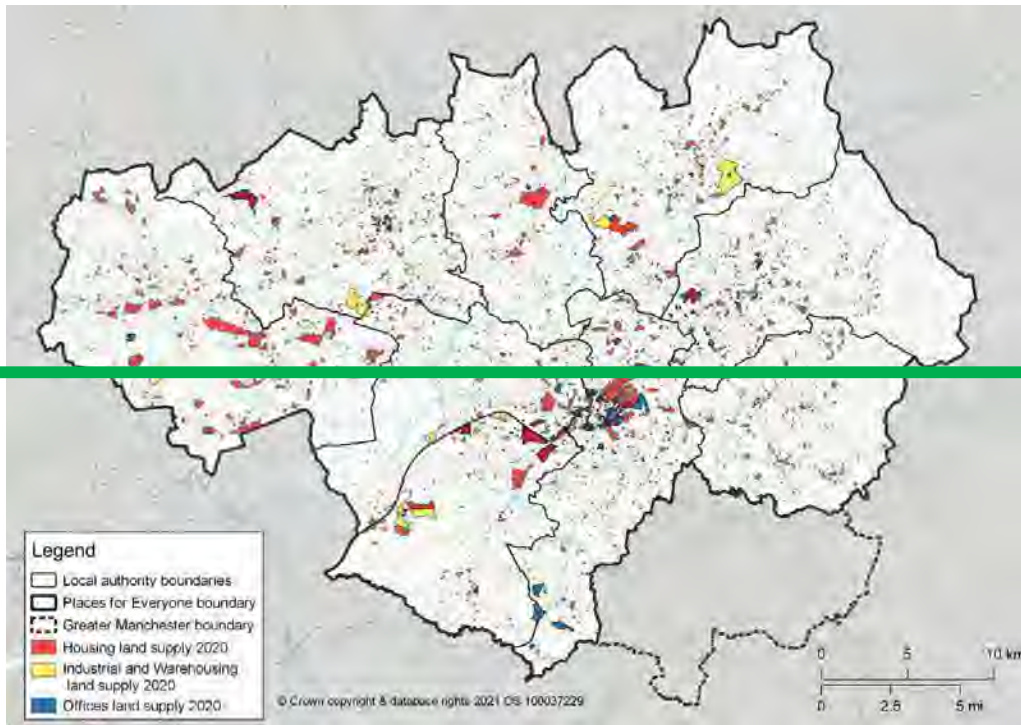 Legend
Local authority boundaries
Places for Everyone boundary
Greater Manchester boundary
Housing land supply 2020
Industrial and Warehousing
land supply 2020
Offices land supply 2020
© Crown copyright & database rights 2021 OS 100037229
0 5 10 km
0 2.5 5 mi